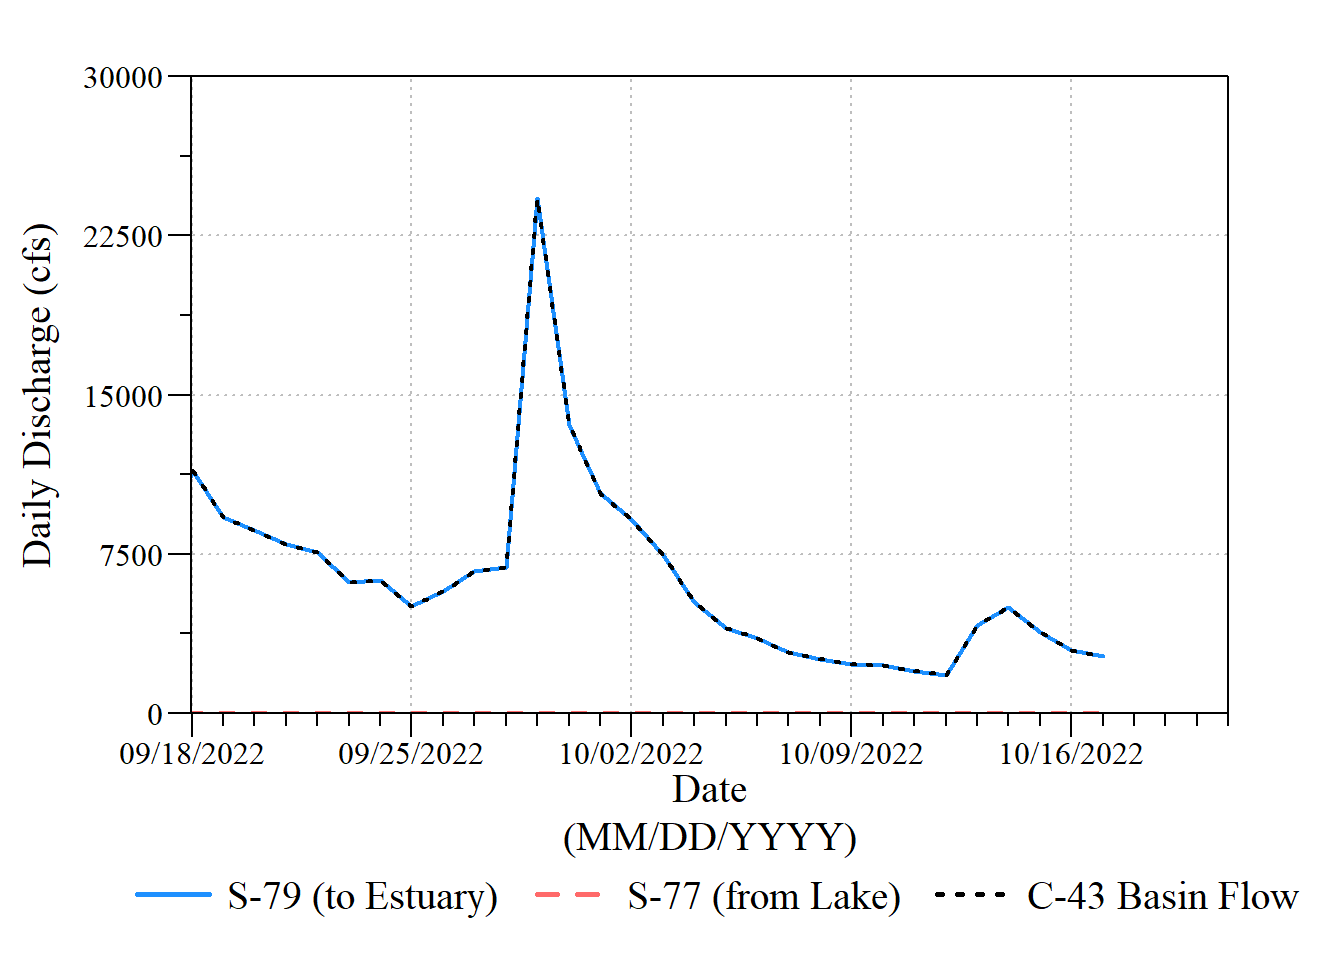 30000
22500
15000
7500
0
Daily Discharge (cfs)
09/18/2022 09/25/2022 10/02/2022 10/09/2022 10/16/2022
Date
(MM/DD/YYYY)
S-79 (to Estuary) S-77 (from Lake) C-43 Basin Flow